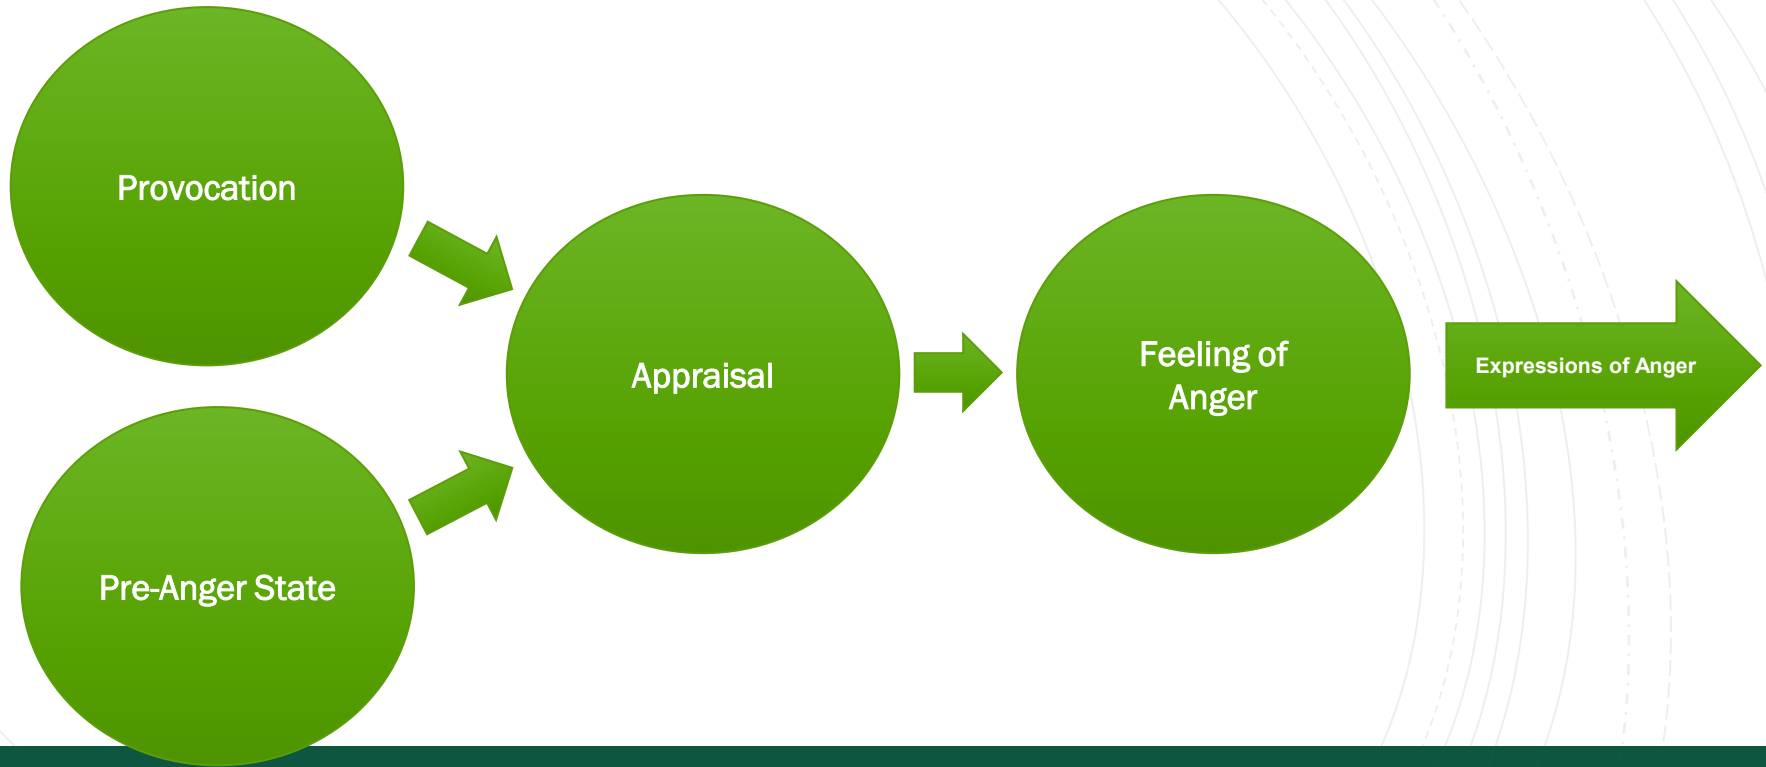 Provocation
Pre-Anger State
Appraisal
Feeling of
Anger
Expressions of Anger